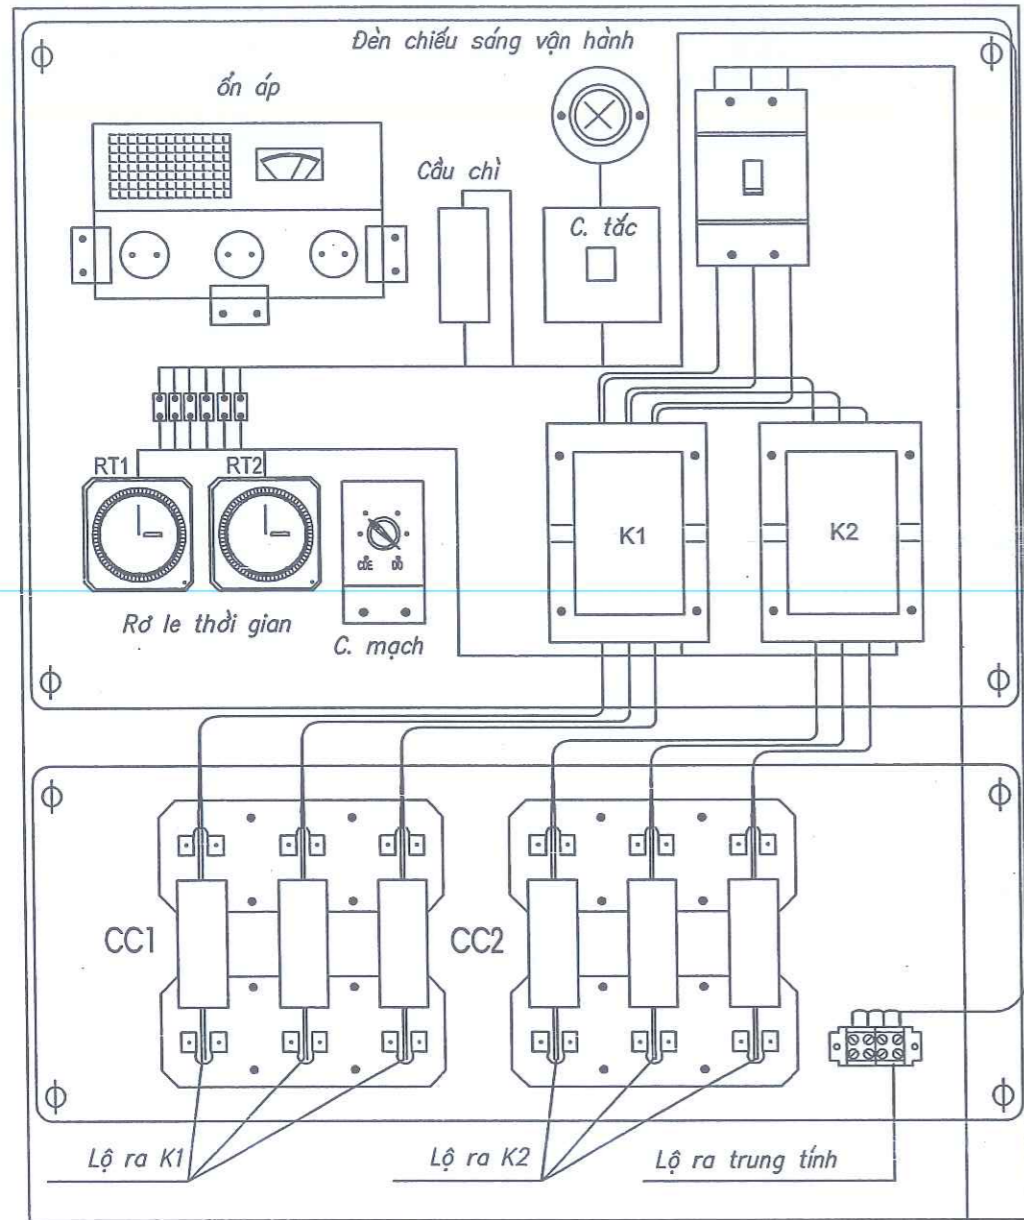 Đèn chiếu sáng vận hành
ổn áp
Cầu chì
C. tắc
RT1
RT2
K1
K2
Rơ le thời gian
C. mạch
CC1
CC2
Lộ ra K1
Lộ ra K2
Lộ ra trung tính